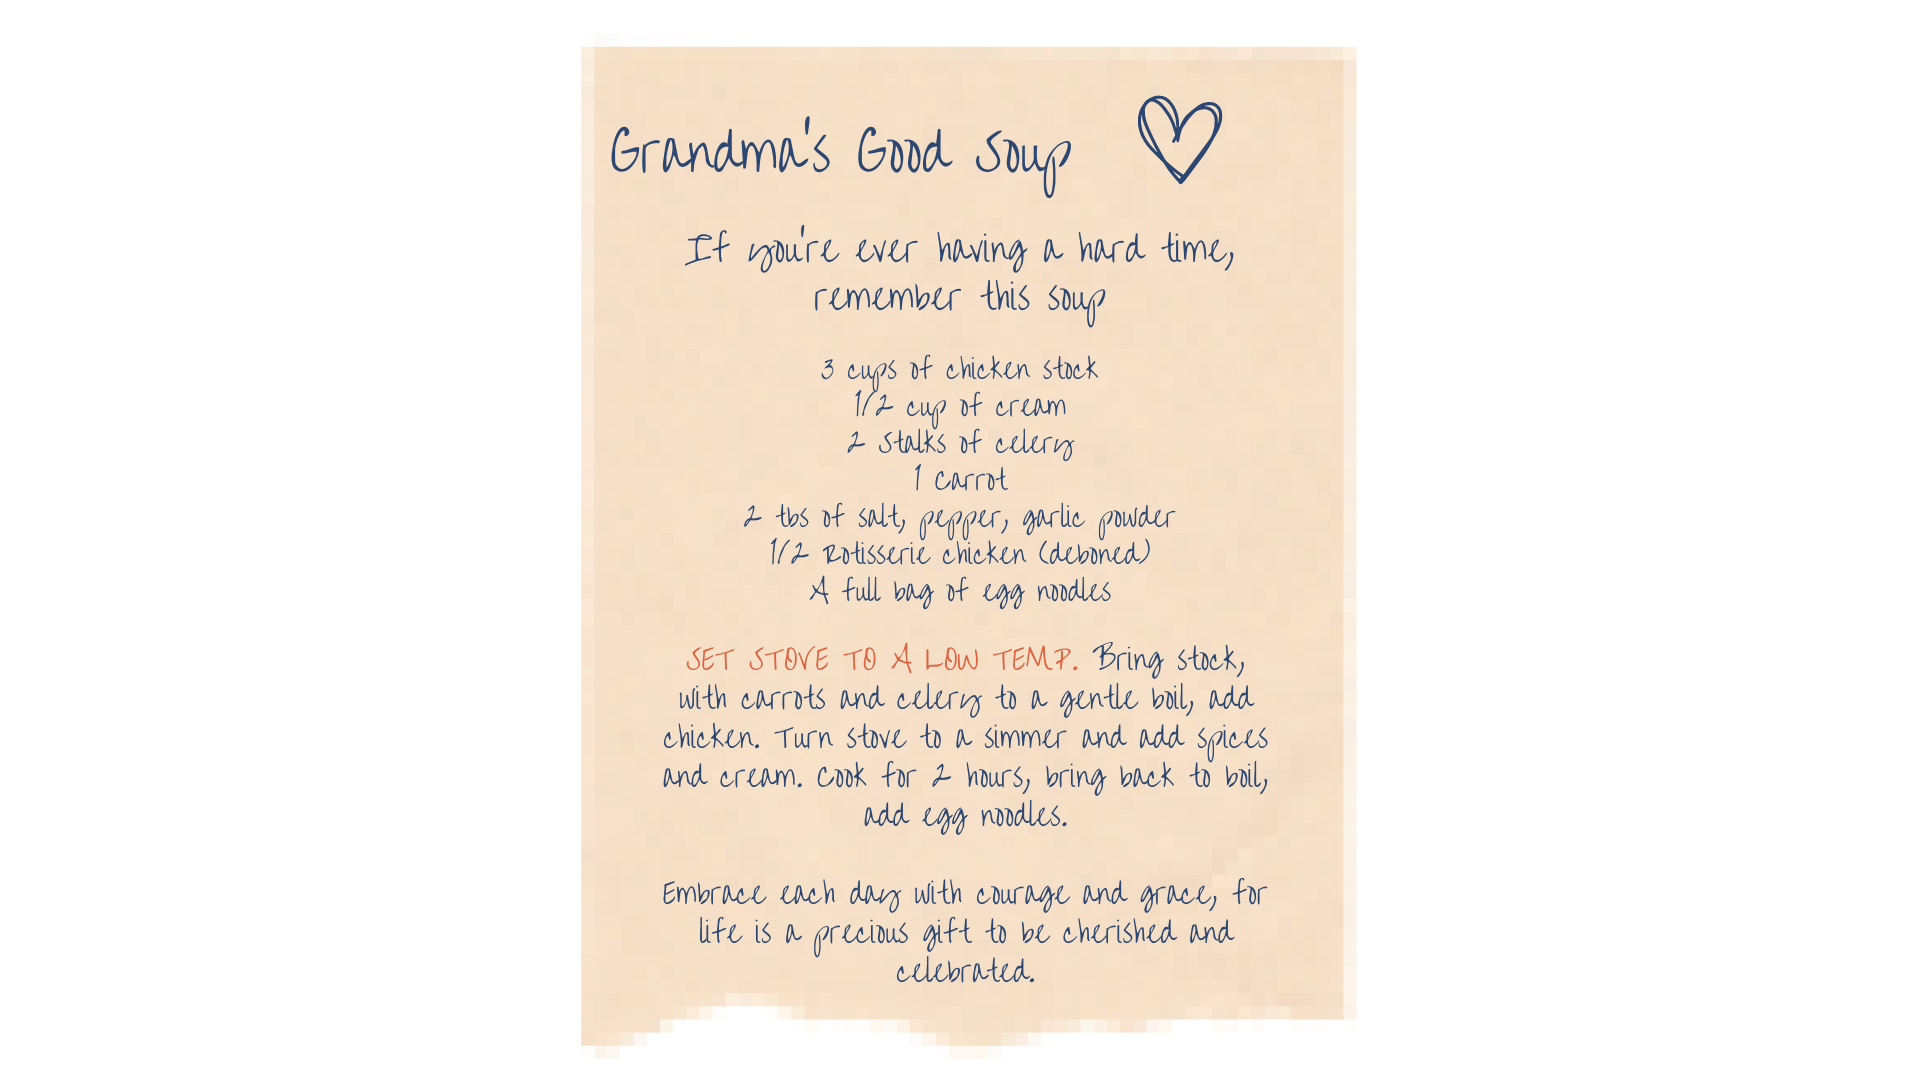 Grandma's Good Soup
If you're ever having a hard time,
remember this soup
3 cups of chicken stock
1/2 cup of cream
2 Stalks of celery
1 Carrot
2 tbs of salt, pepper, garlic powder
1/2 Rotisserie chicken (deboned)
A full bag of egg noodles
SET STOVE TO A LOW TEMP. Bring stock,
with carrots and celery to a gentle boil, add
chicken. Turn stove to a simmer and add spices
and cream. Cook for 2 hours, bring back to boil,
add egg noodles.
Embrace each day with courage and grace, for
life is a precious gift to be cherished and
celebrated.